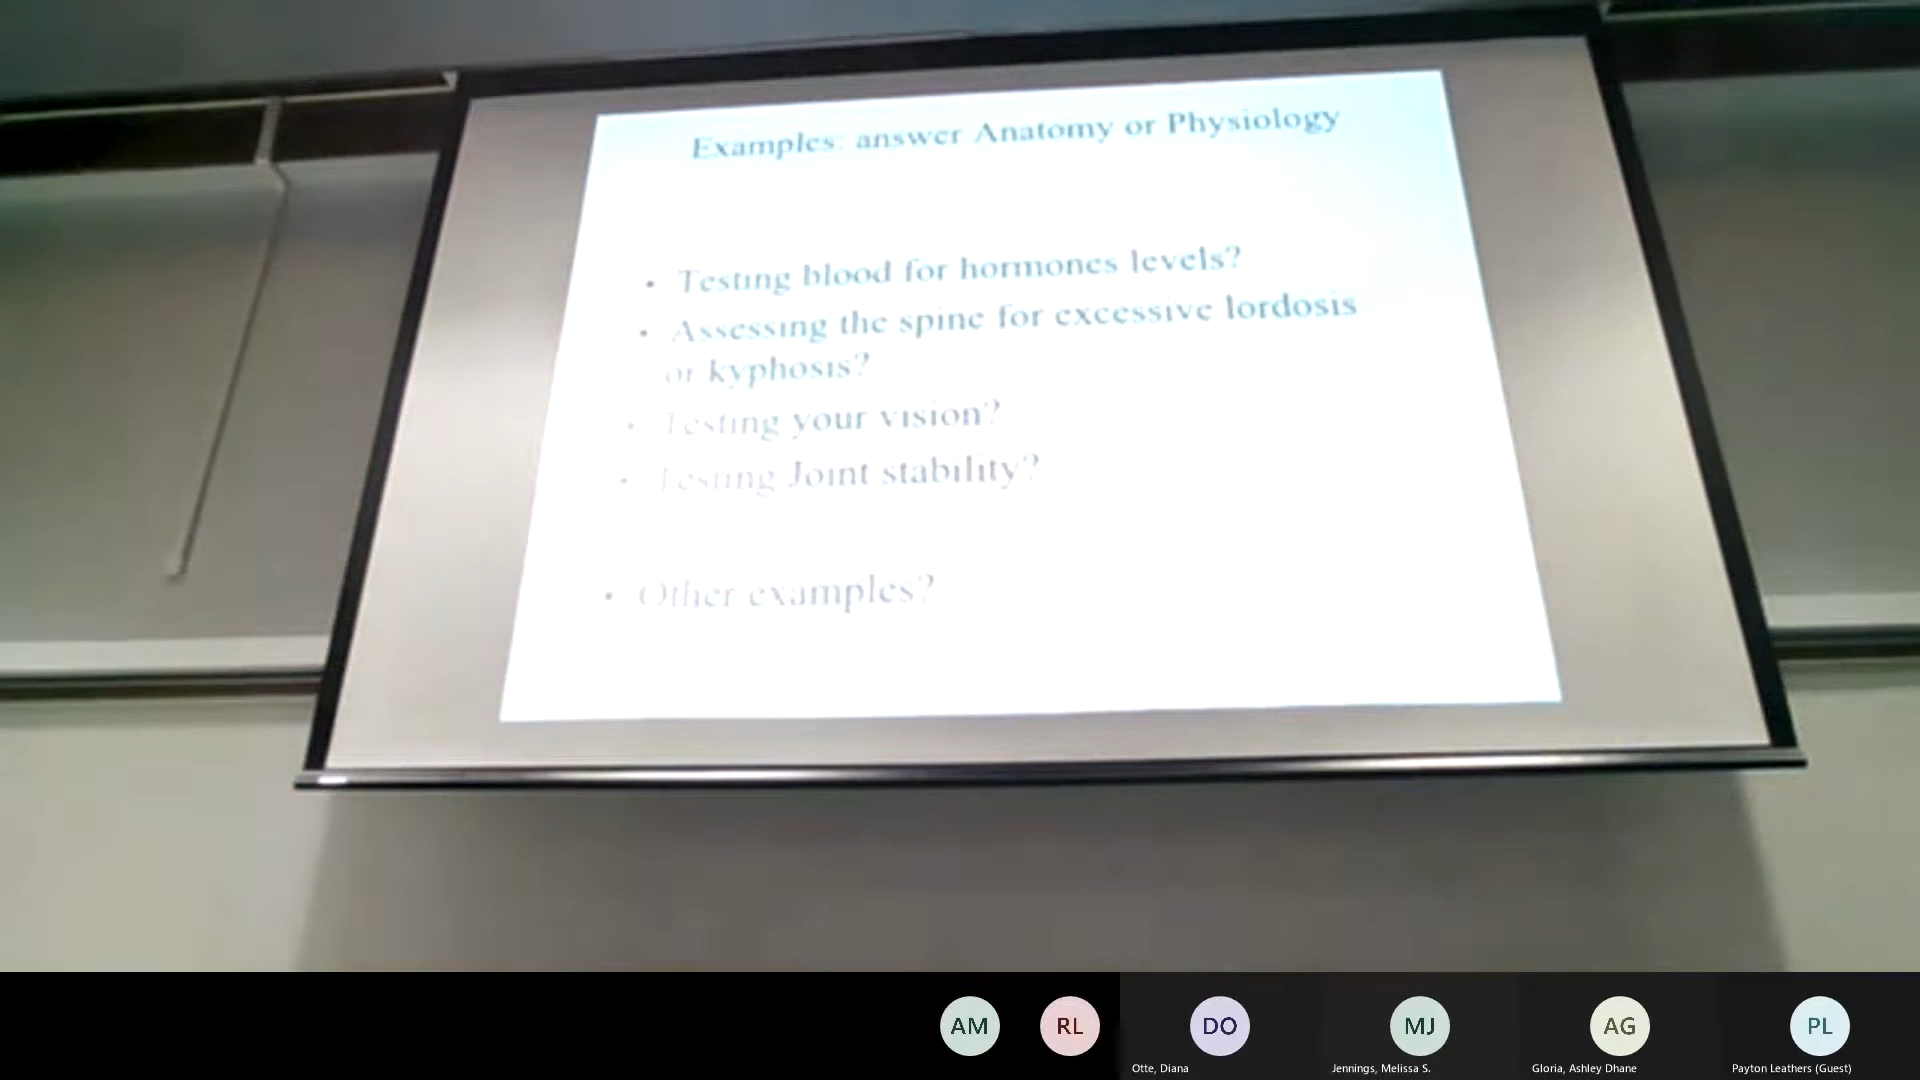 Examples: answer Anatomy or Physiology
• Testing blood for hormones levels?
• Assessing the spine for excessive lordosis
or kyphosis?
• Testing your vision?
• Testing Joint stability?
• Other examples?
AM RL DO MJ AG PL
Otte, Diana Jennings, Melissa S. Gloria, Ashley Dhane Payton Leathers (Guest)